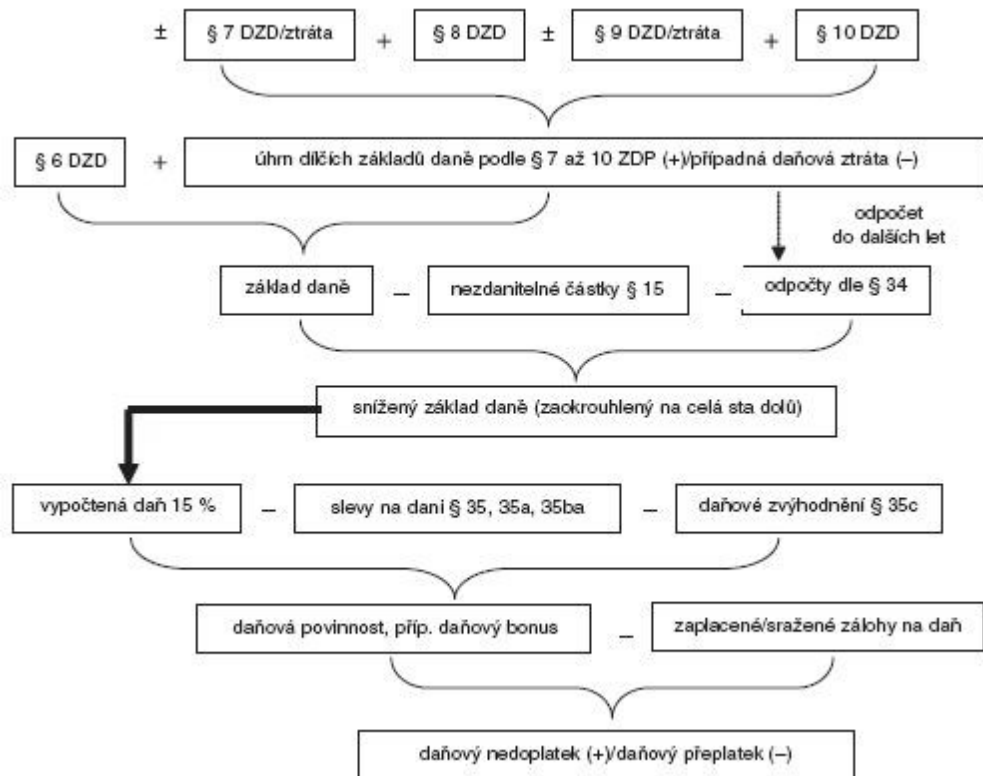 ± § 7 DZD/ztráta + § 8 DZD ± § 9 DZD/ztráta + § 10 DZD
§ 6 DZD + úhrn dílčích základů daně podle § 7 až 10 ZDP (+)/případná daňová ztráta (–)
odpočet
do dalších let
základ daně – nezdanitelné částky § 15 – odpočty dle § 34
snížený základ daně (zaokrouhlený na celá sta dolů)
vypočtená daň 15 % – slevy na dani § 35, 35a, 35ba – daňové zvýhodnění § 35c
daňová povinnost, příp. daňový bonus – zaplacené/sražené zálohy na daň
daňový nedoplatek (+)/daňový přeplatek (–)